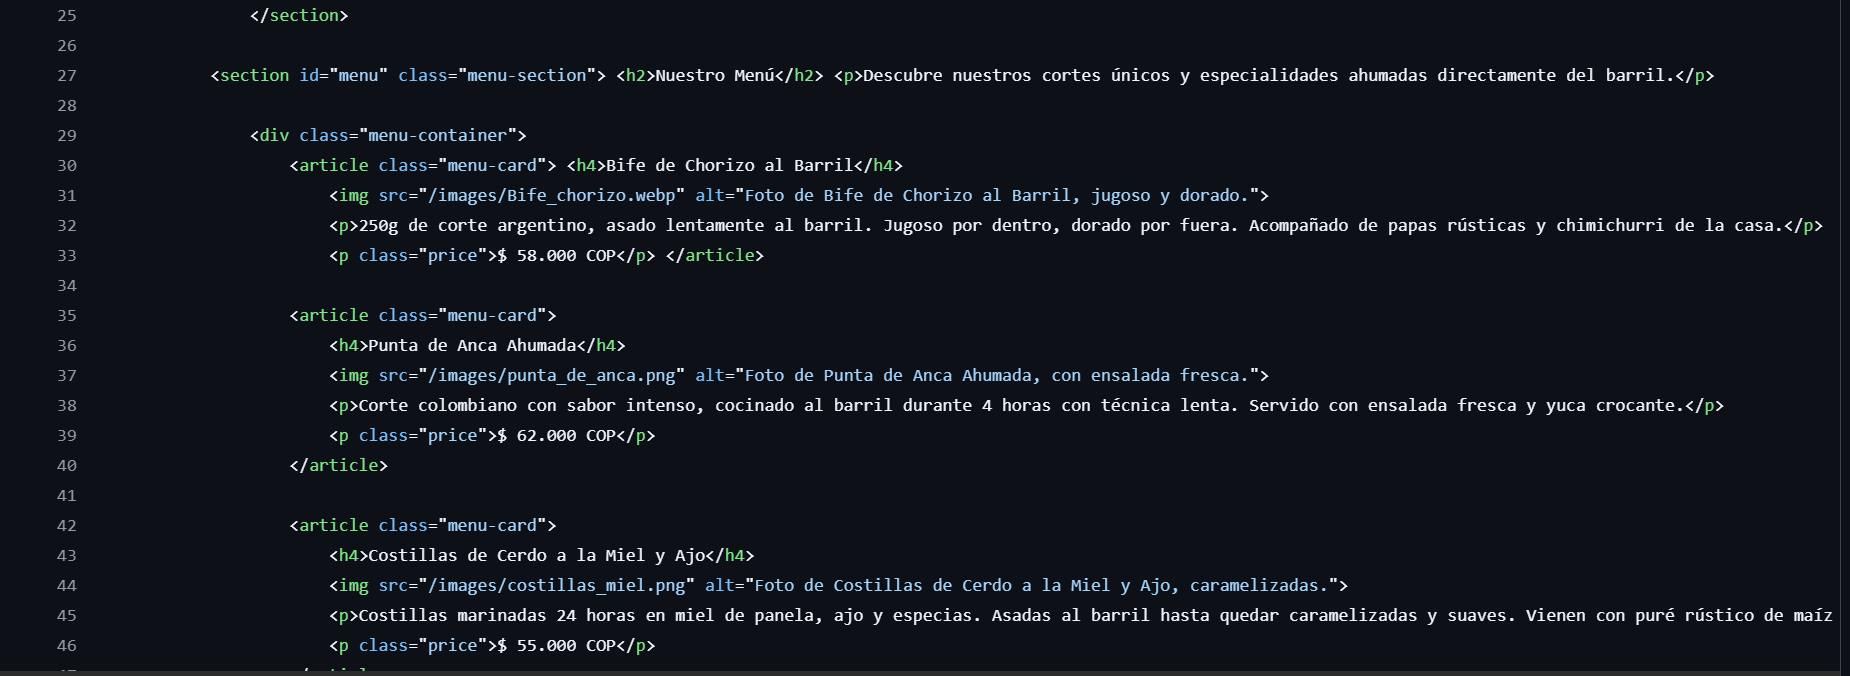 25 </section>
26
27 <section id="menu" class="menu-section"> <h2>Nuestro Menú</h2> <p>Descubre nuestros cortes únicos y especialidades ahumadas directamente del barril.</p>
28
29 <div class="menu-container">
30 <article class="menu-card"> <h4>Bife de Chorizo al Barril</h4>
31 <img src="/images/Bife_chorizo.webp" alt="Foto de Bife de Chorizo al Barril, jugoso y dorado.">
32 <p>250g de corte argentino, asado lentamente al barril. Jugoso por dentro, dorado por fuera. Acompañado de papas rústicas y chimichurri de la casa.</p>
33 <p class="price">$ 58.000 COP</p> </article>
34
35 <article class="menu-card">
36 <h4>Punta de Anca Ahumada</h4>
37 <img src="/images/punta_de_anca.png" alt="Foto de Punta de Anca Ahumada, con ensalada fresca.">
38 <p>Corte colombiano con sabor intenso, cocinado al barril durante 4 horas con técnica lenta. Servido con ensalada fresca y yuca crocante.</p>
39 <p class="price">$ 62.000 COP</p>
40 </article>
41
42 <article class="menu-card">
43 <h4>Costillas de Cerdo a la Miel y Ajo</h4>
44 <img src="/images/costillas_miel.png" alt="Foto de Costillas de Cerdo a la Miel y Ajo, caramelizadas.">
45 <p>Costillas marinadas 24 horas en miel de panela, ajo y especias. Asadas al barril hasta quedar caramelizadas y suaves. Vienen con puré rústico de maíz
46 <p class="price">$ 55.000 COP</p>